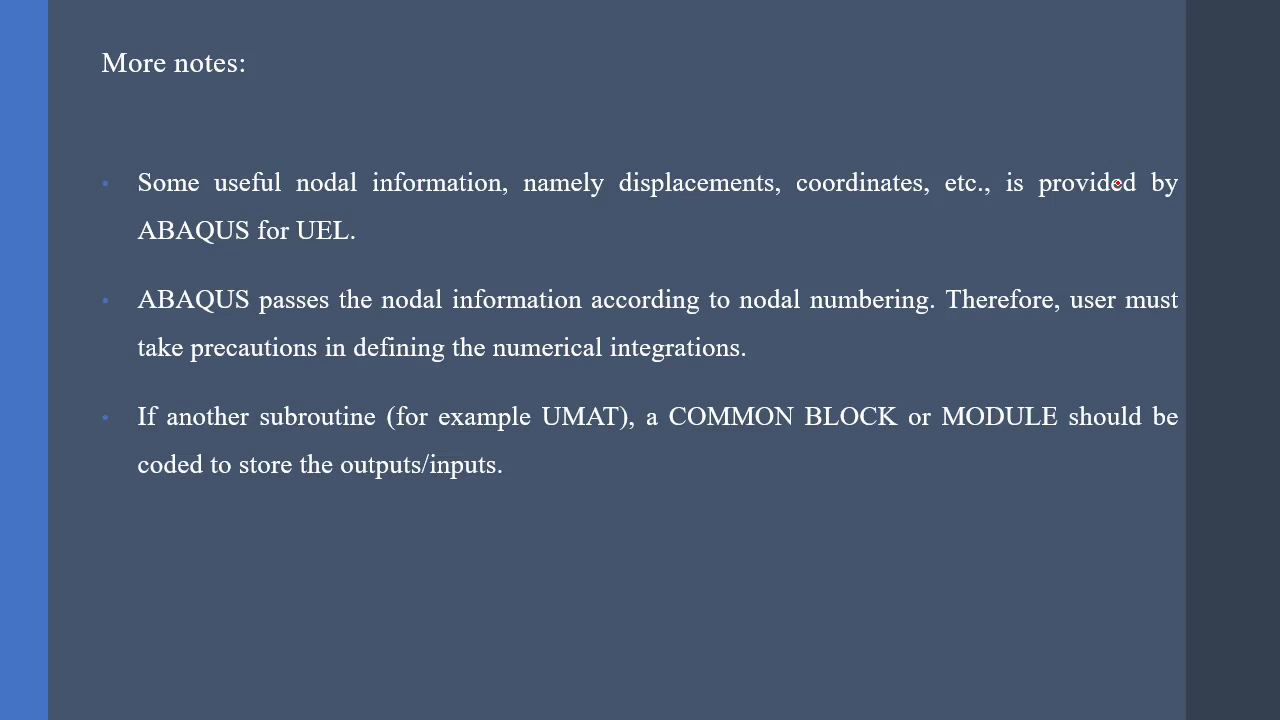 More notes:
• Some useful nodal information, namely displacements, coordinates, etc., is provided by
ABAQUS for UEL.
• ABAQUS passes the nodal information according to nodal numbering. Therefore, user must
take precautions in defining the numerical integrations.
• If another subroutine (for example UMAT), a COMMON BLOCK or MODULE should be
coded to store the outputs/inputs.